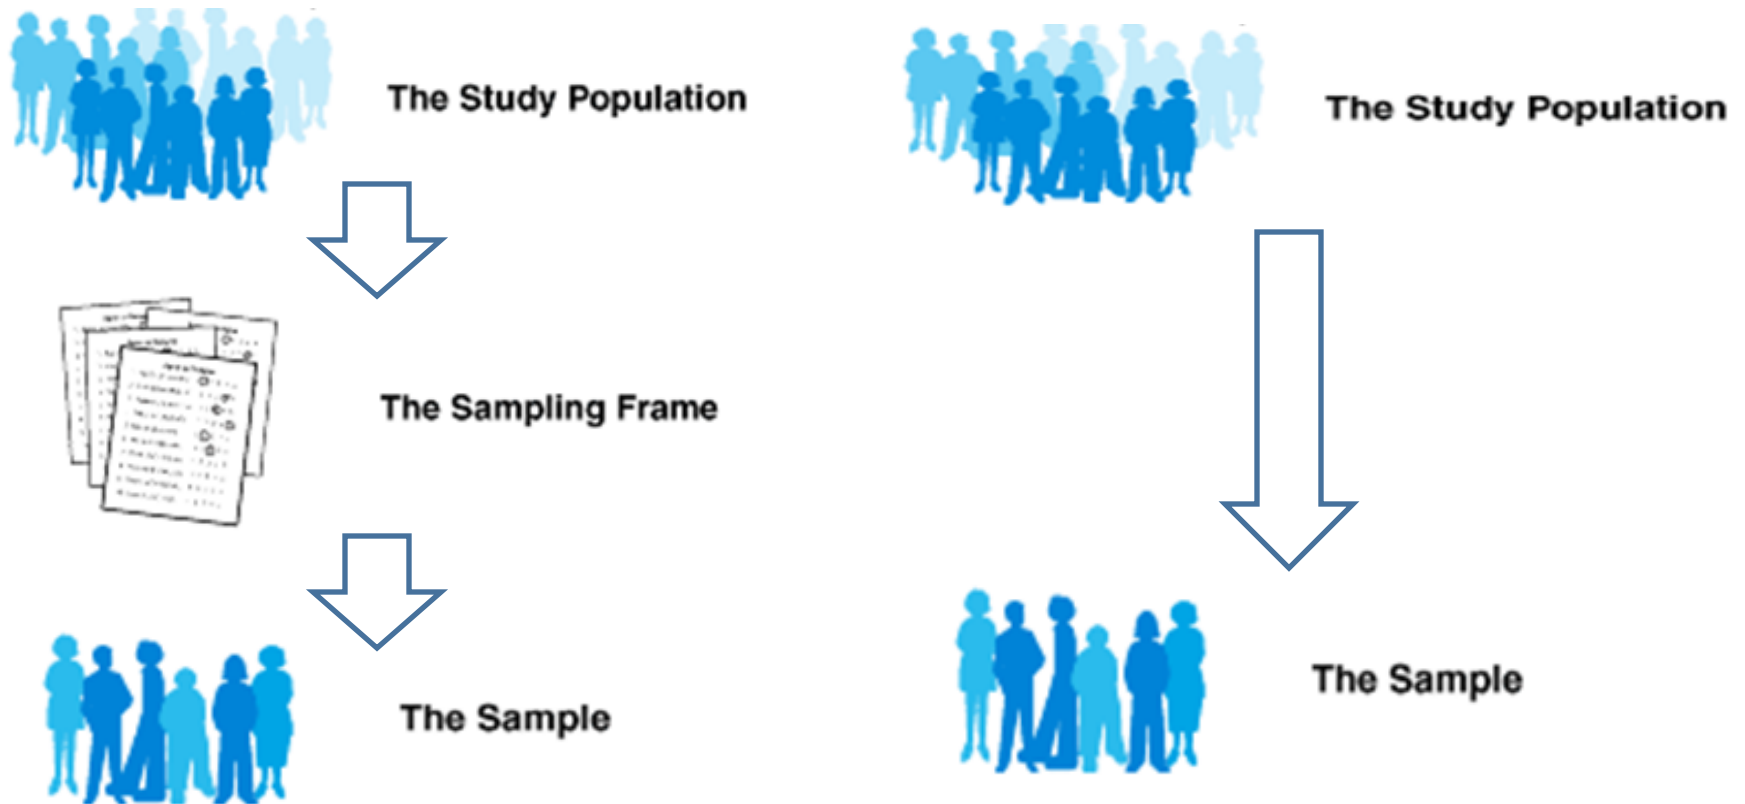 The Study Population
The Sampling Frame
The Sample
The Study Population
The Sample